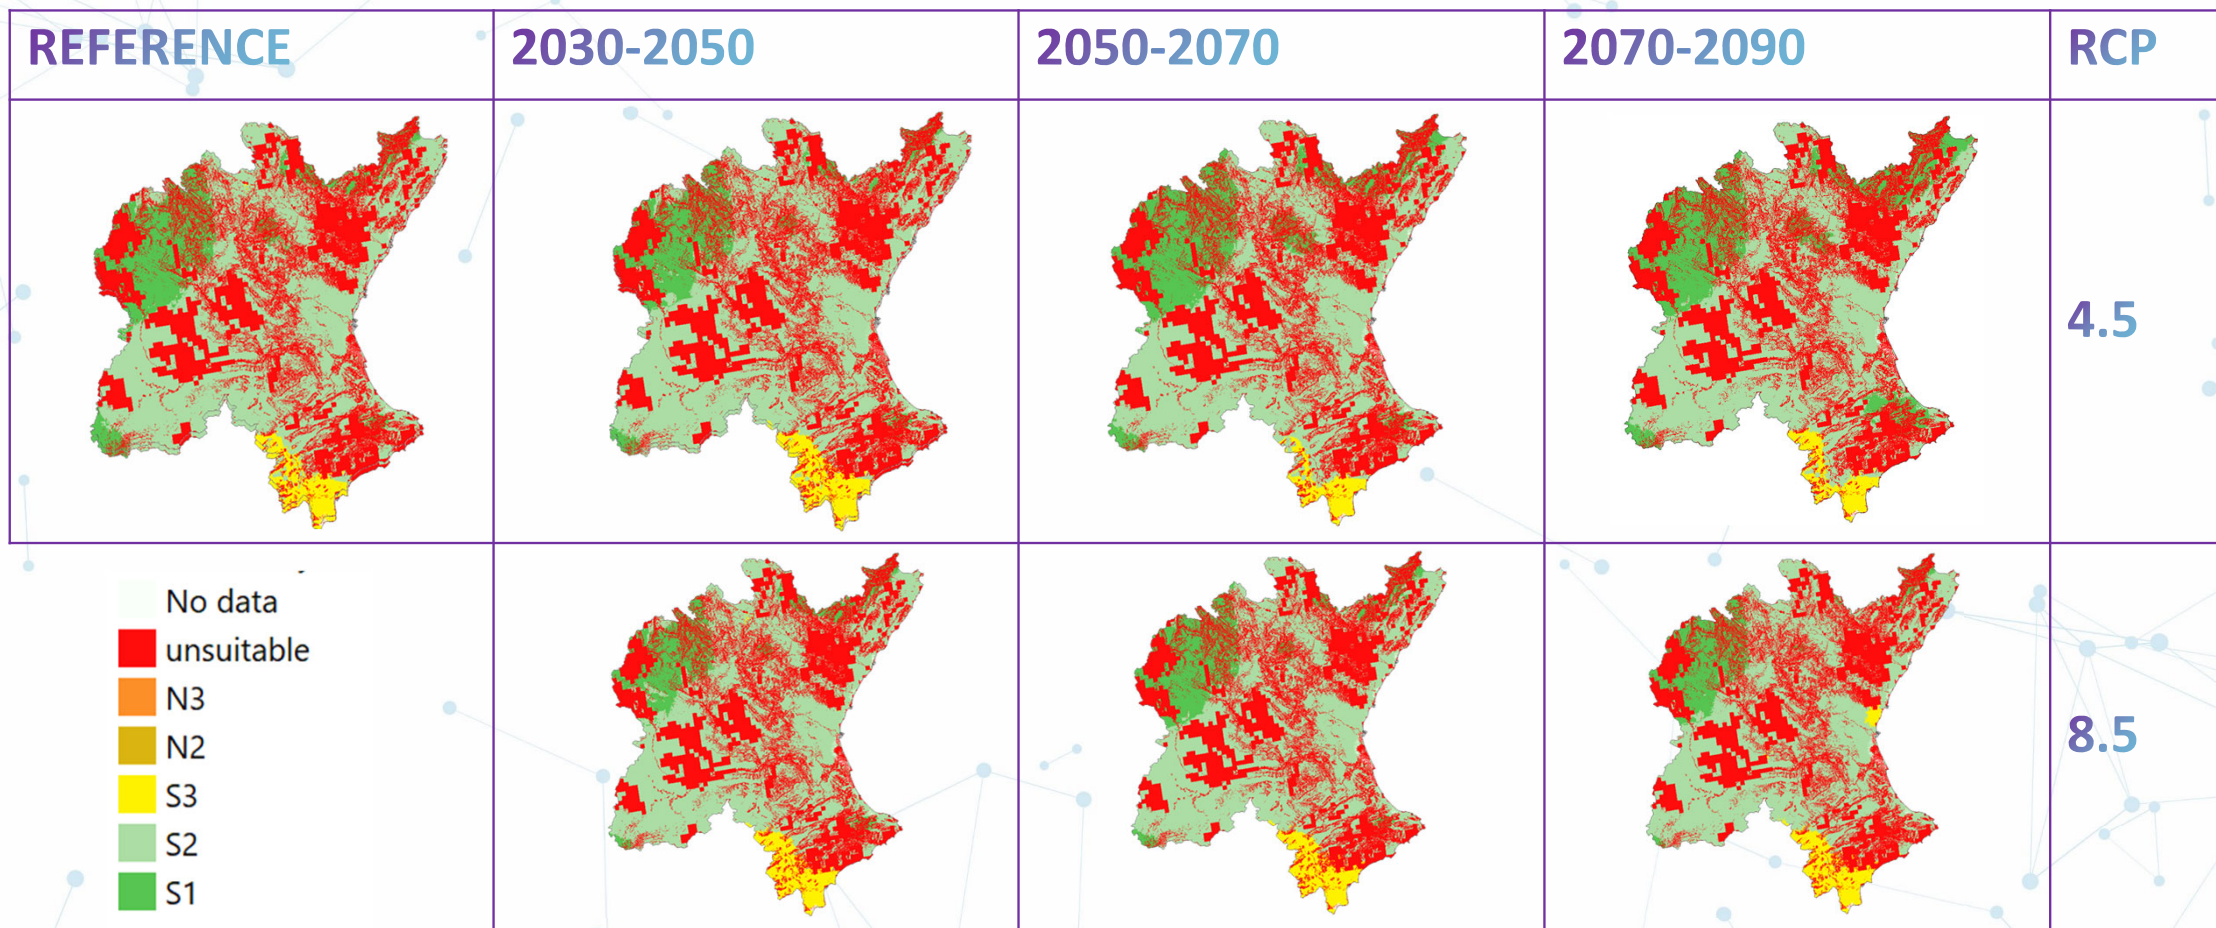 REFERENCE
2030-2050
2050-2070
2070-2090
RCP
4.5
No data
unsuitable
N3
N2
S3
S2
S1
8.5